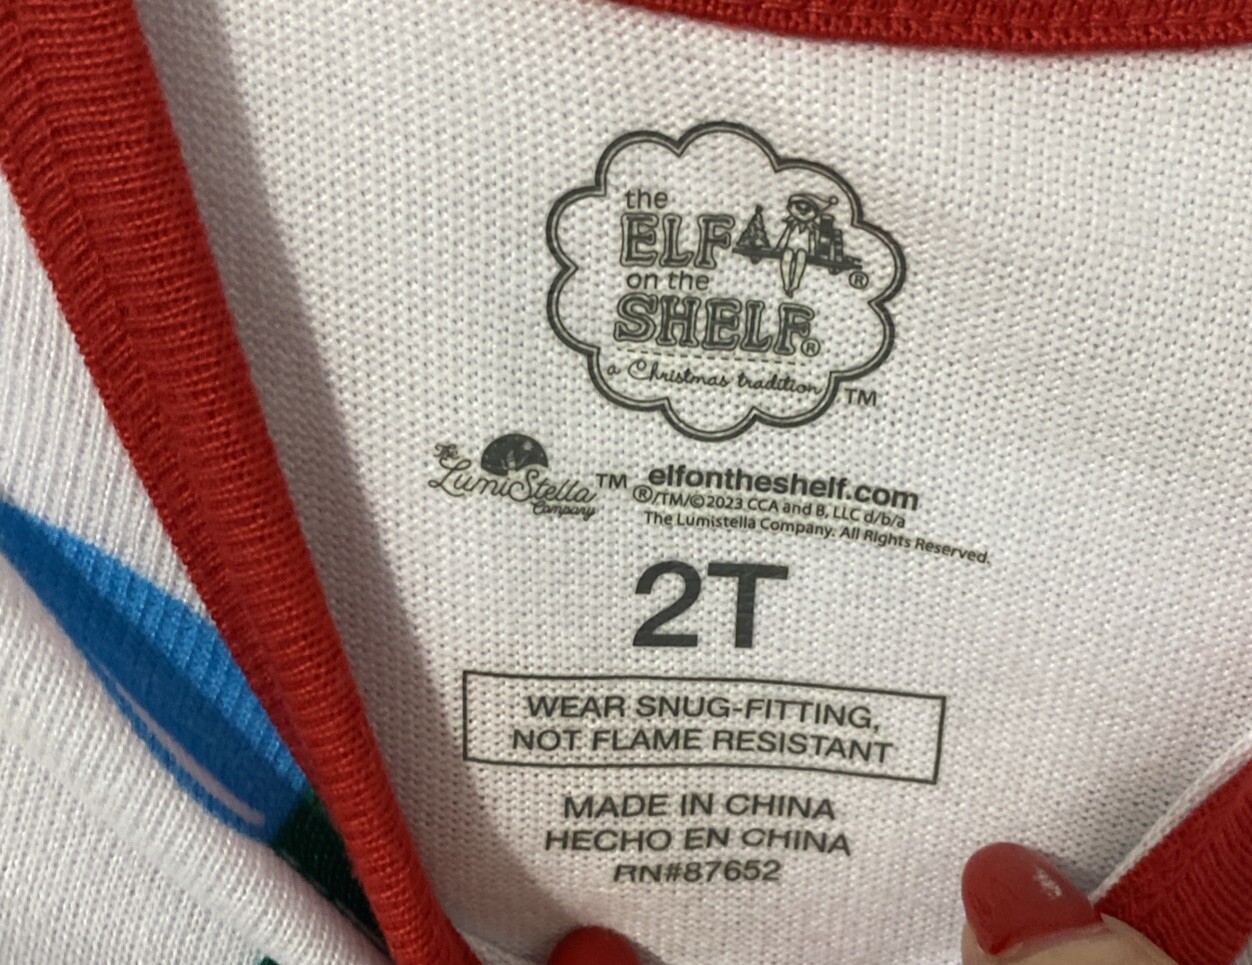 the
ELF
on the
SHELF®
®
a Christmas tradition
TM
The
LumiStella
Company
TM
elfontheshelf.com
®/TM/©2023 CCA and B, LLC d/b/a
The Lumistella Company. All Rights Reserved.
2T
WEAR SNUG-FITTING,
NOT FLAME RESISTANT
MADE IN CHINA
HECHO EN CHINA
RN#87652